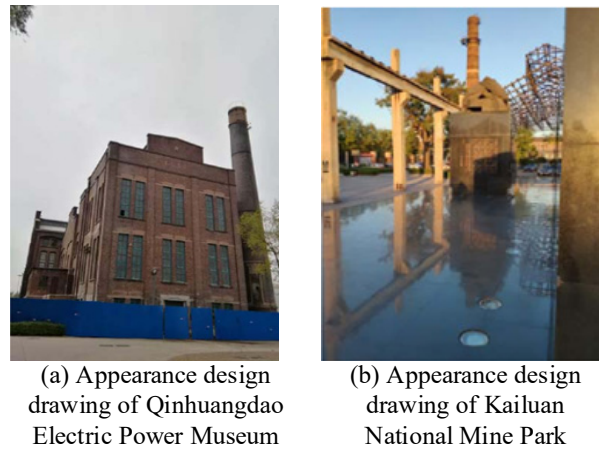 (a) Appearance design
drawing of Qinhuangdao
Electric Power Museum
(b) Appearance design
drawing of Kailuan
National Mine Park